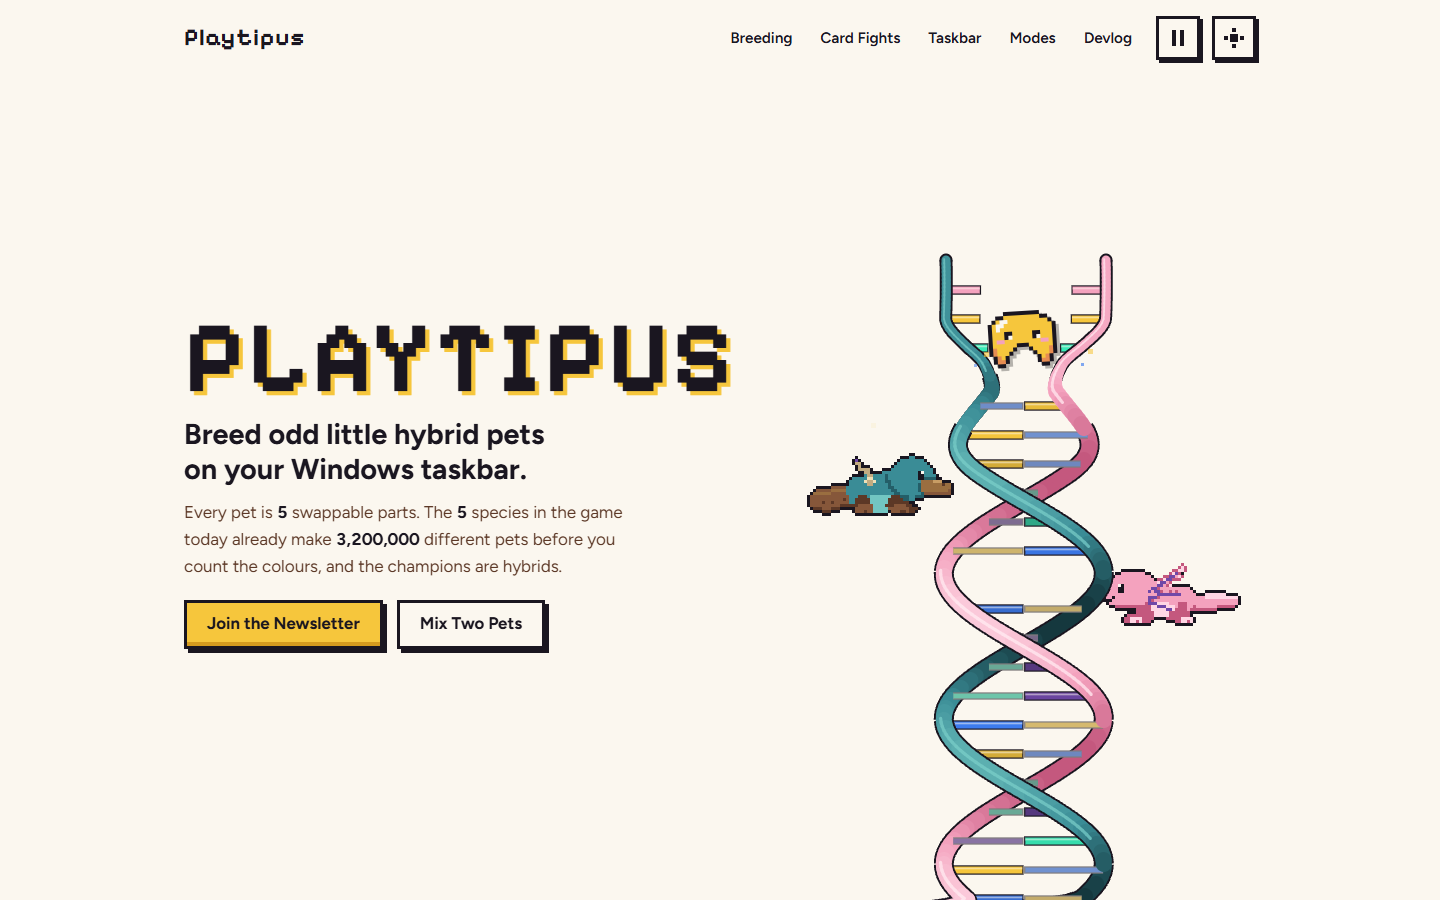 Playtipus
Breeding
Card Fights
Taskbar
Modes
Devlog
PLAYTIPUS
Breed odd little hybrid pets
on your Windows taskbar.
Every pet is 5 swappable parts. The 5 species in the game
today already make 3,200,000 different pets before you
count the colours, and the champions are hybrids.
Join the Newsletter
Mix Two Pets